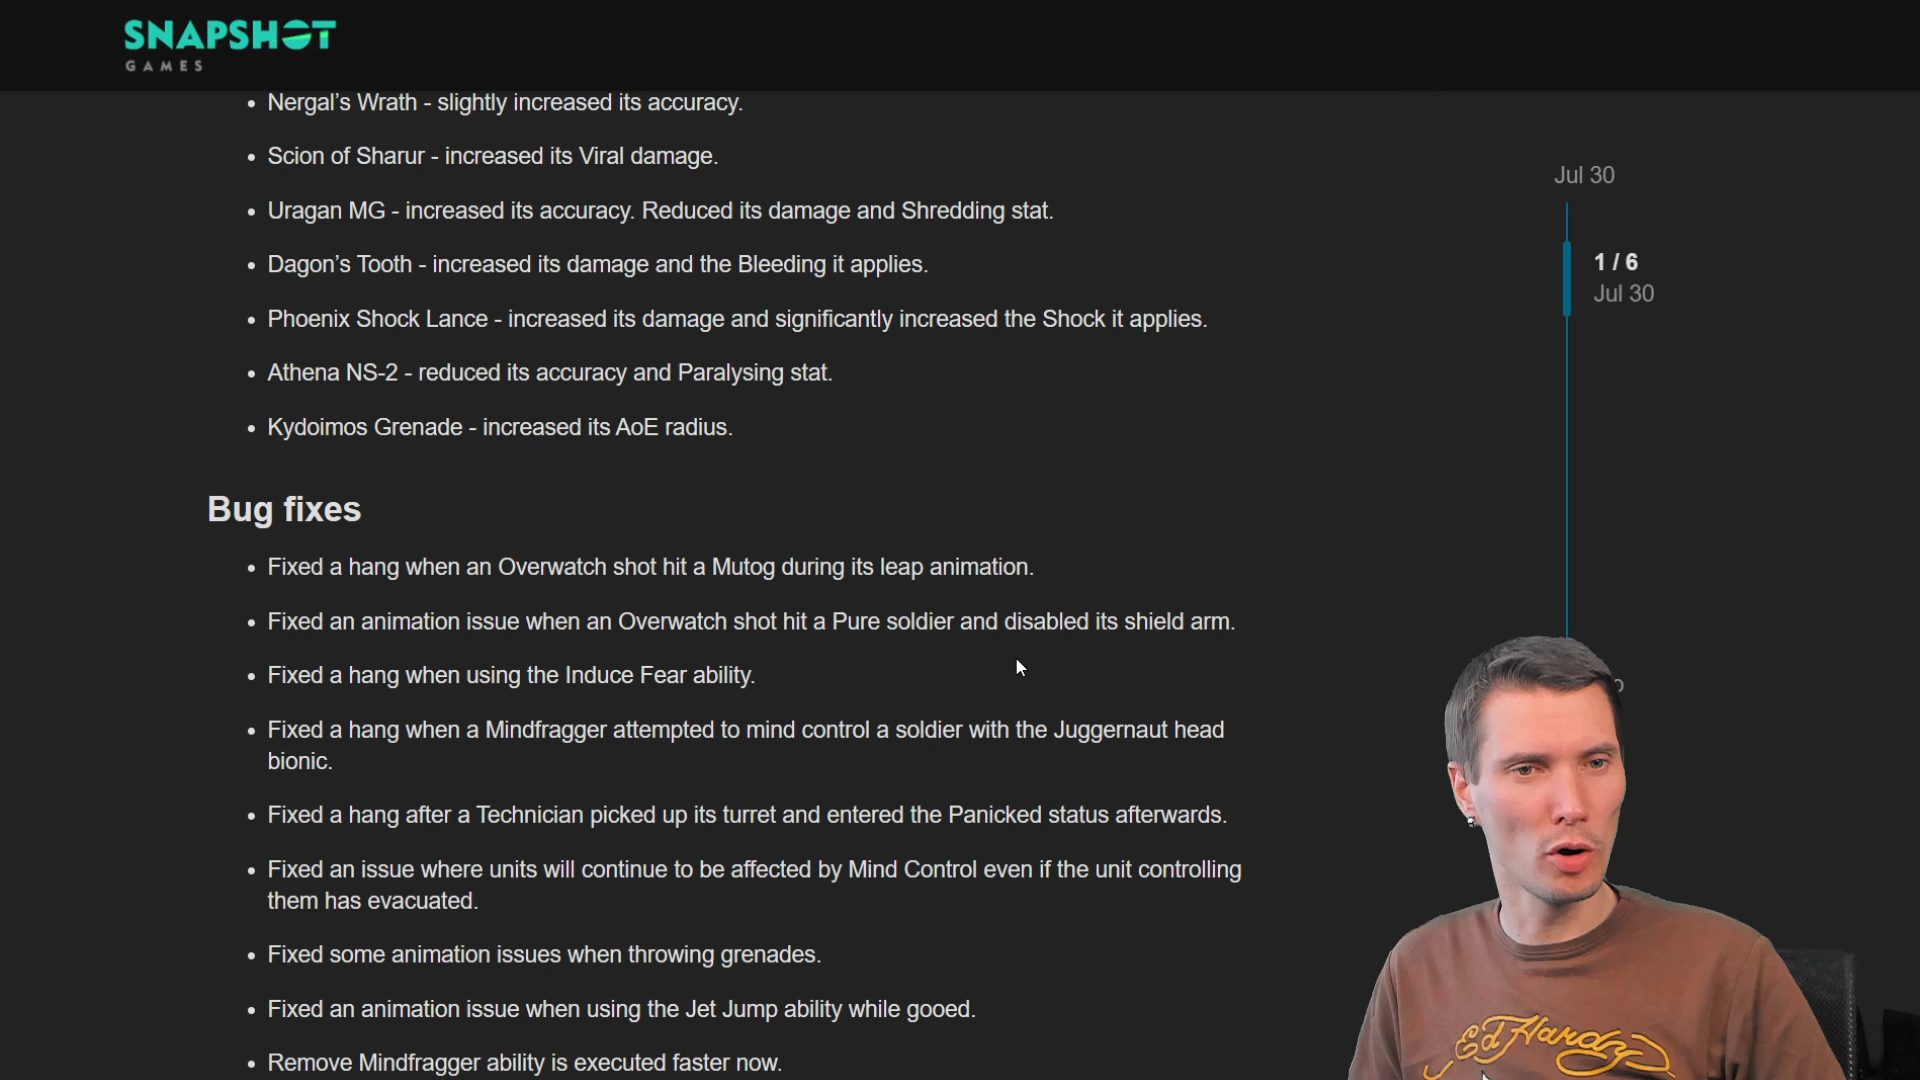 SNAPSHOT
GAMES
Nergal’s Wrath - slightly increased its accuracy.
Scion of Sharur - increased its Viral damage.
Uragan MG - increased its accuracy. Reduced its damage and Shredding stat.
Dagon’s Tooth - increased its damage and the Bleeding it applies.
Phoenix Shock Lance - increased its damage and significantly increased the Shock it applies.
Athena NS-2 - reduced its accuracy and Paralysing stat.
Kydoimos Grenade - increased its AoE radius.
Jul 30
1 / 6
Jul 30
Bug fixes
Fixed a hang when an Overwatch shot hit a Mutog during its leap animation.
Fixed an animation issue when an Overwatch shot hit a Pure soldier and disabled its shield arm.
Fixed a hang when using the Induce Fear ability.
Fixed a hang when a Mindfragger attempted to mind control a soldier with the Juggernaut head
bionic.
Fixed a hang after a Technician picked up its turret and entered the Panicked status afterwards.
Fixed an issue where units will continue to be affected by Mind Control even if the unit controlling
them has evacuated.
Fixed some animation issues when throwing grenades.
Fixed an animation issue when using the Jet Jump ability while gooed.
Remove Mindfragger ability is executed faster now.
Ed Hardy